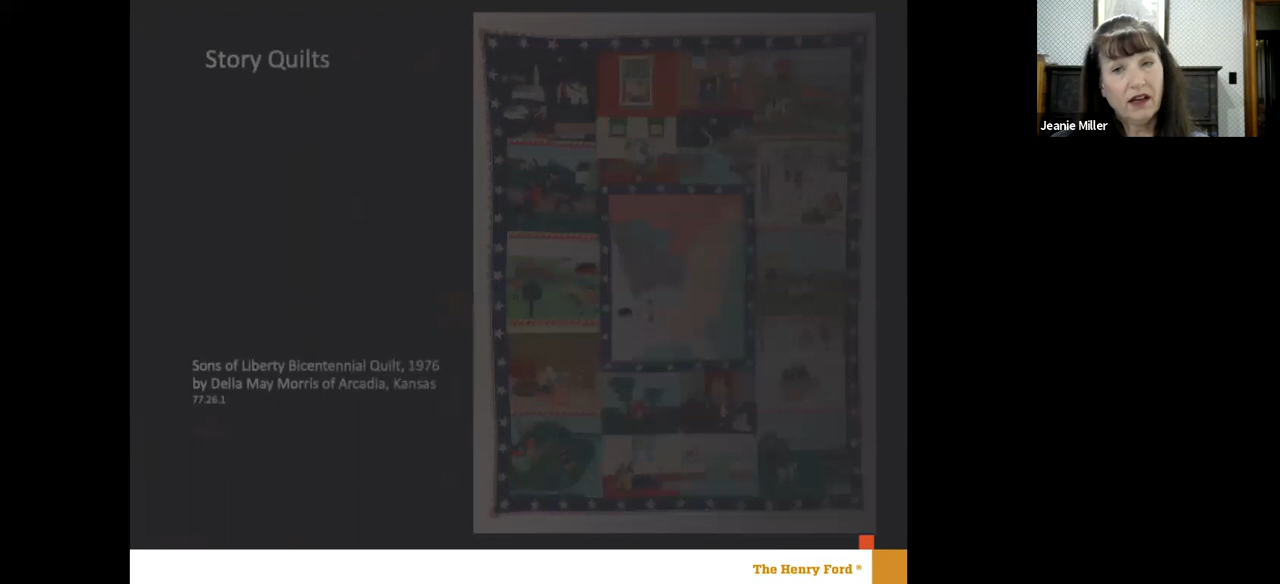 Story Quilts
Jeanie Miller
Sons of Liberty Bicentennial Quilt, 1976
by Della May Morris of Arcadia, Kansas
77.26.1
The Henry Ford